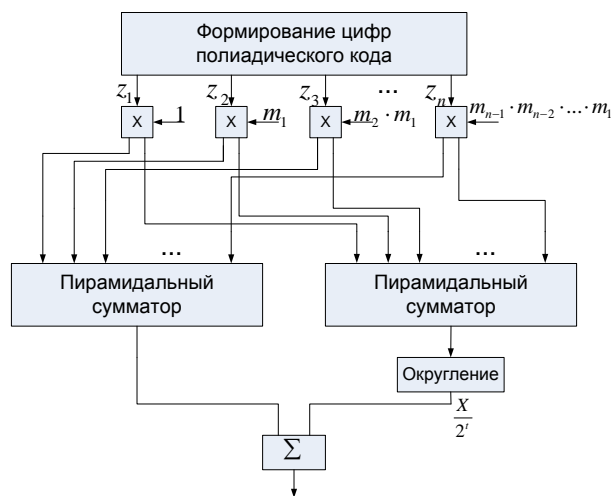 Формирование цифр
полиадического кода
z₁ z₂ z₃ ... zₙ
X 1 X m₁ X m₂ · m₁ X mₙ₋₁ · mₙ₋₂ · ... · m₁
... ...
Пирамидальный
сумматор
Пирамидальный
сумматор
Округление
X
2ᵗ
Σ